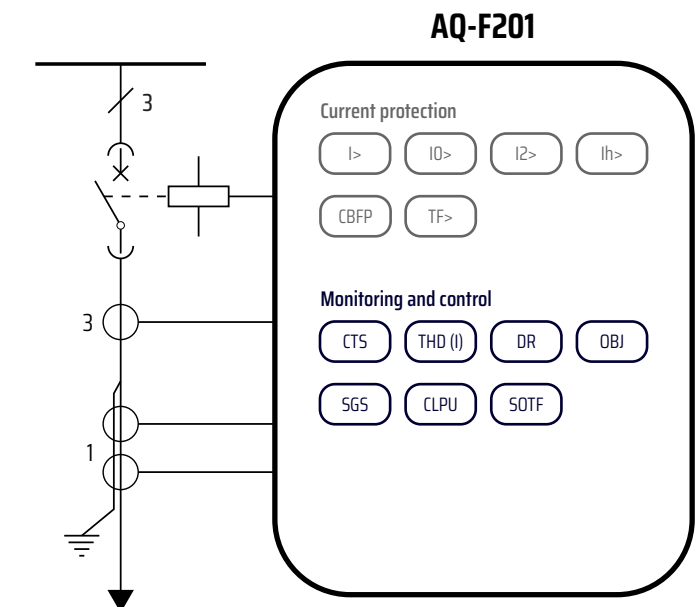 AQ-F201
3
Current protection
I> I0> I2> Ih>
CBFP TF>
Monitoring and control
3
CTS THD (I) DR OBJ
SGS CLPU SOTF
1